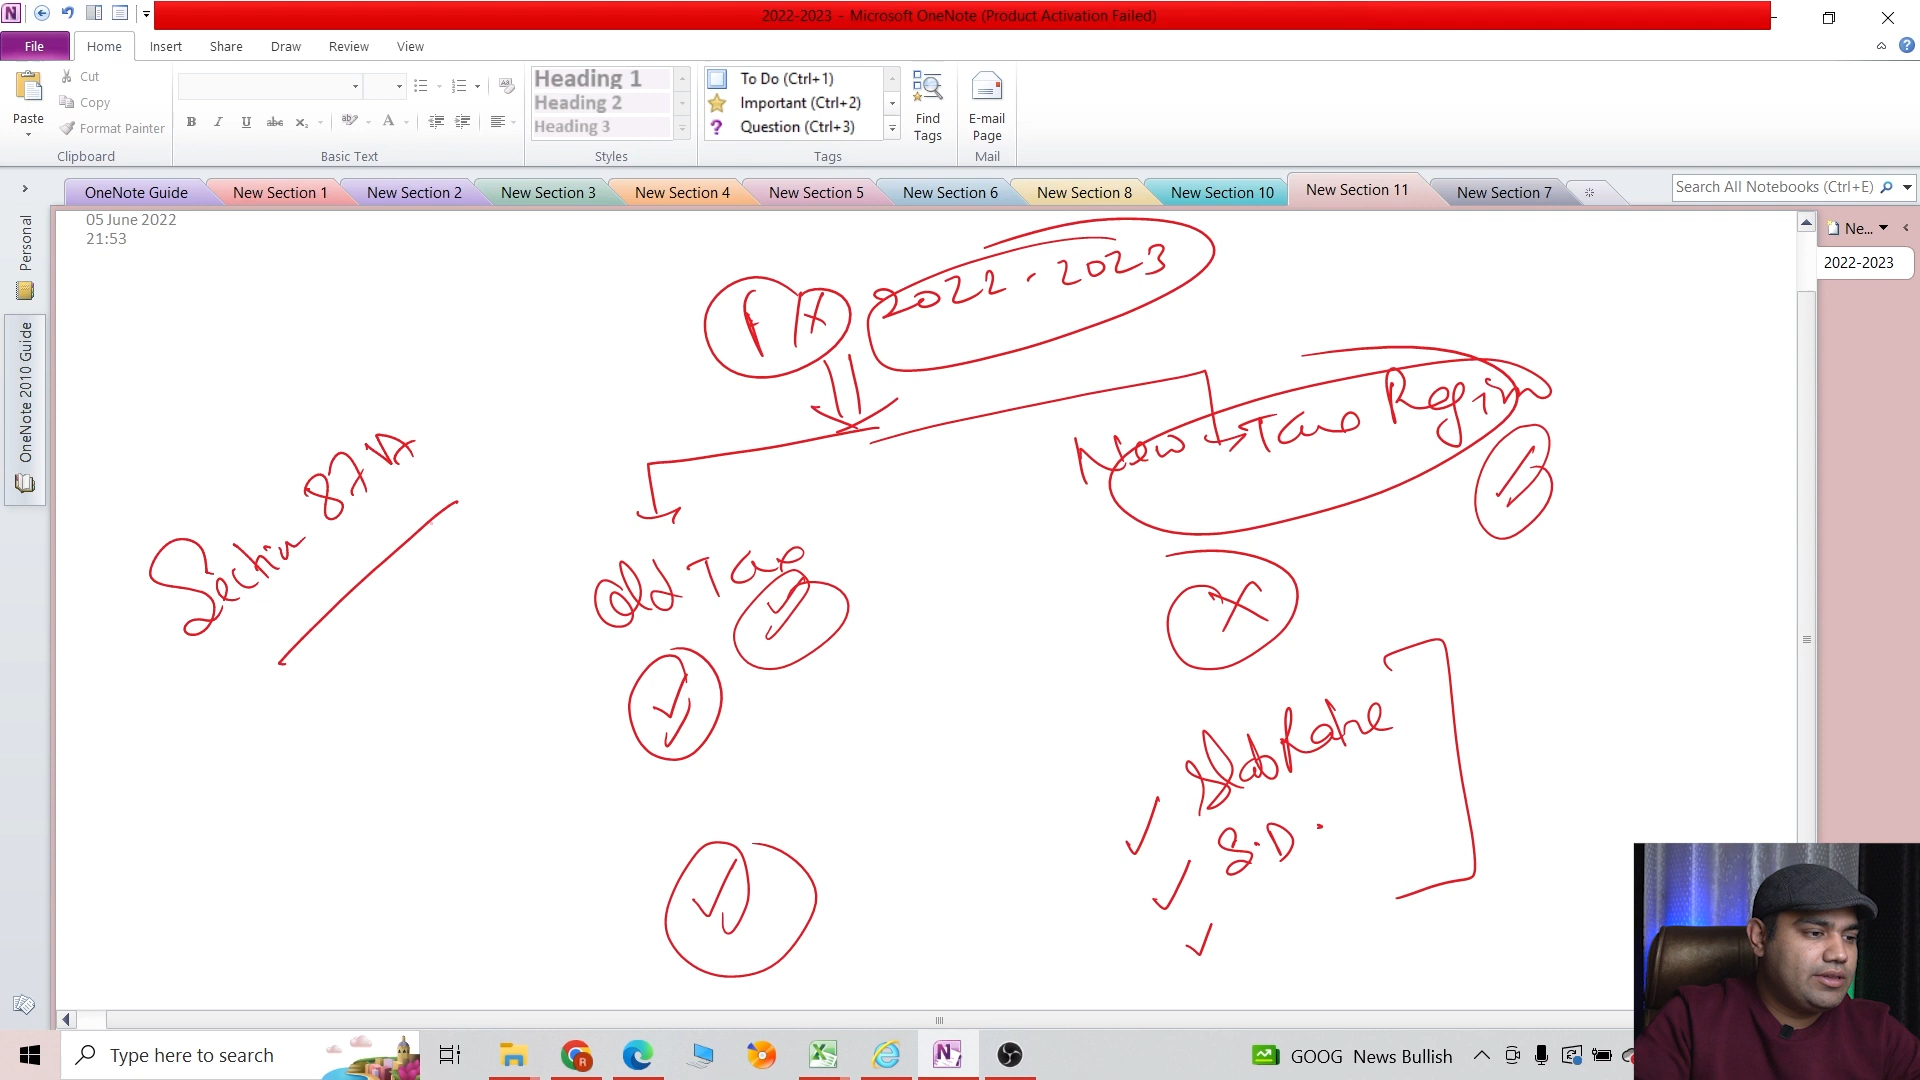 2022-2023 - Microsoft OneNote (Product Activation Failed)
File Home Insert Share Draw Review View
Paste
Cut
Copy
Format Painter
Clipboard
Basic Text
Heading 1
Heading 2
Heading 3
Styles
To Do (Ctrl+1)
Important (Ctrl+2)
Question (Ctrl+3)
Tags
Find
Tags
E-mail
Page
Mail
OneNote Guide New Section 1 New Section 2 New Section 3 New Section 4 New Section 5 New Section 6 New Section 8 New Section 10 New Section 11 New Section 7
Search All Notebooks (Ctrl+E)
Personal
OneNote 2010 Guide
Ne...
2022-2023
05 June 2022
21:53
2022-2023
New Tax Regim
Section 87A
Old Tax
Slab Rate
S.D.
Type here to search
GOOG News Bullish